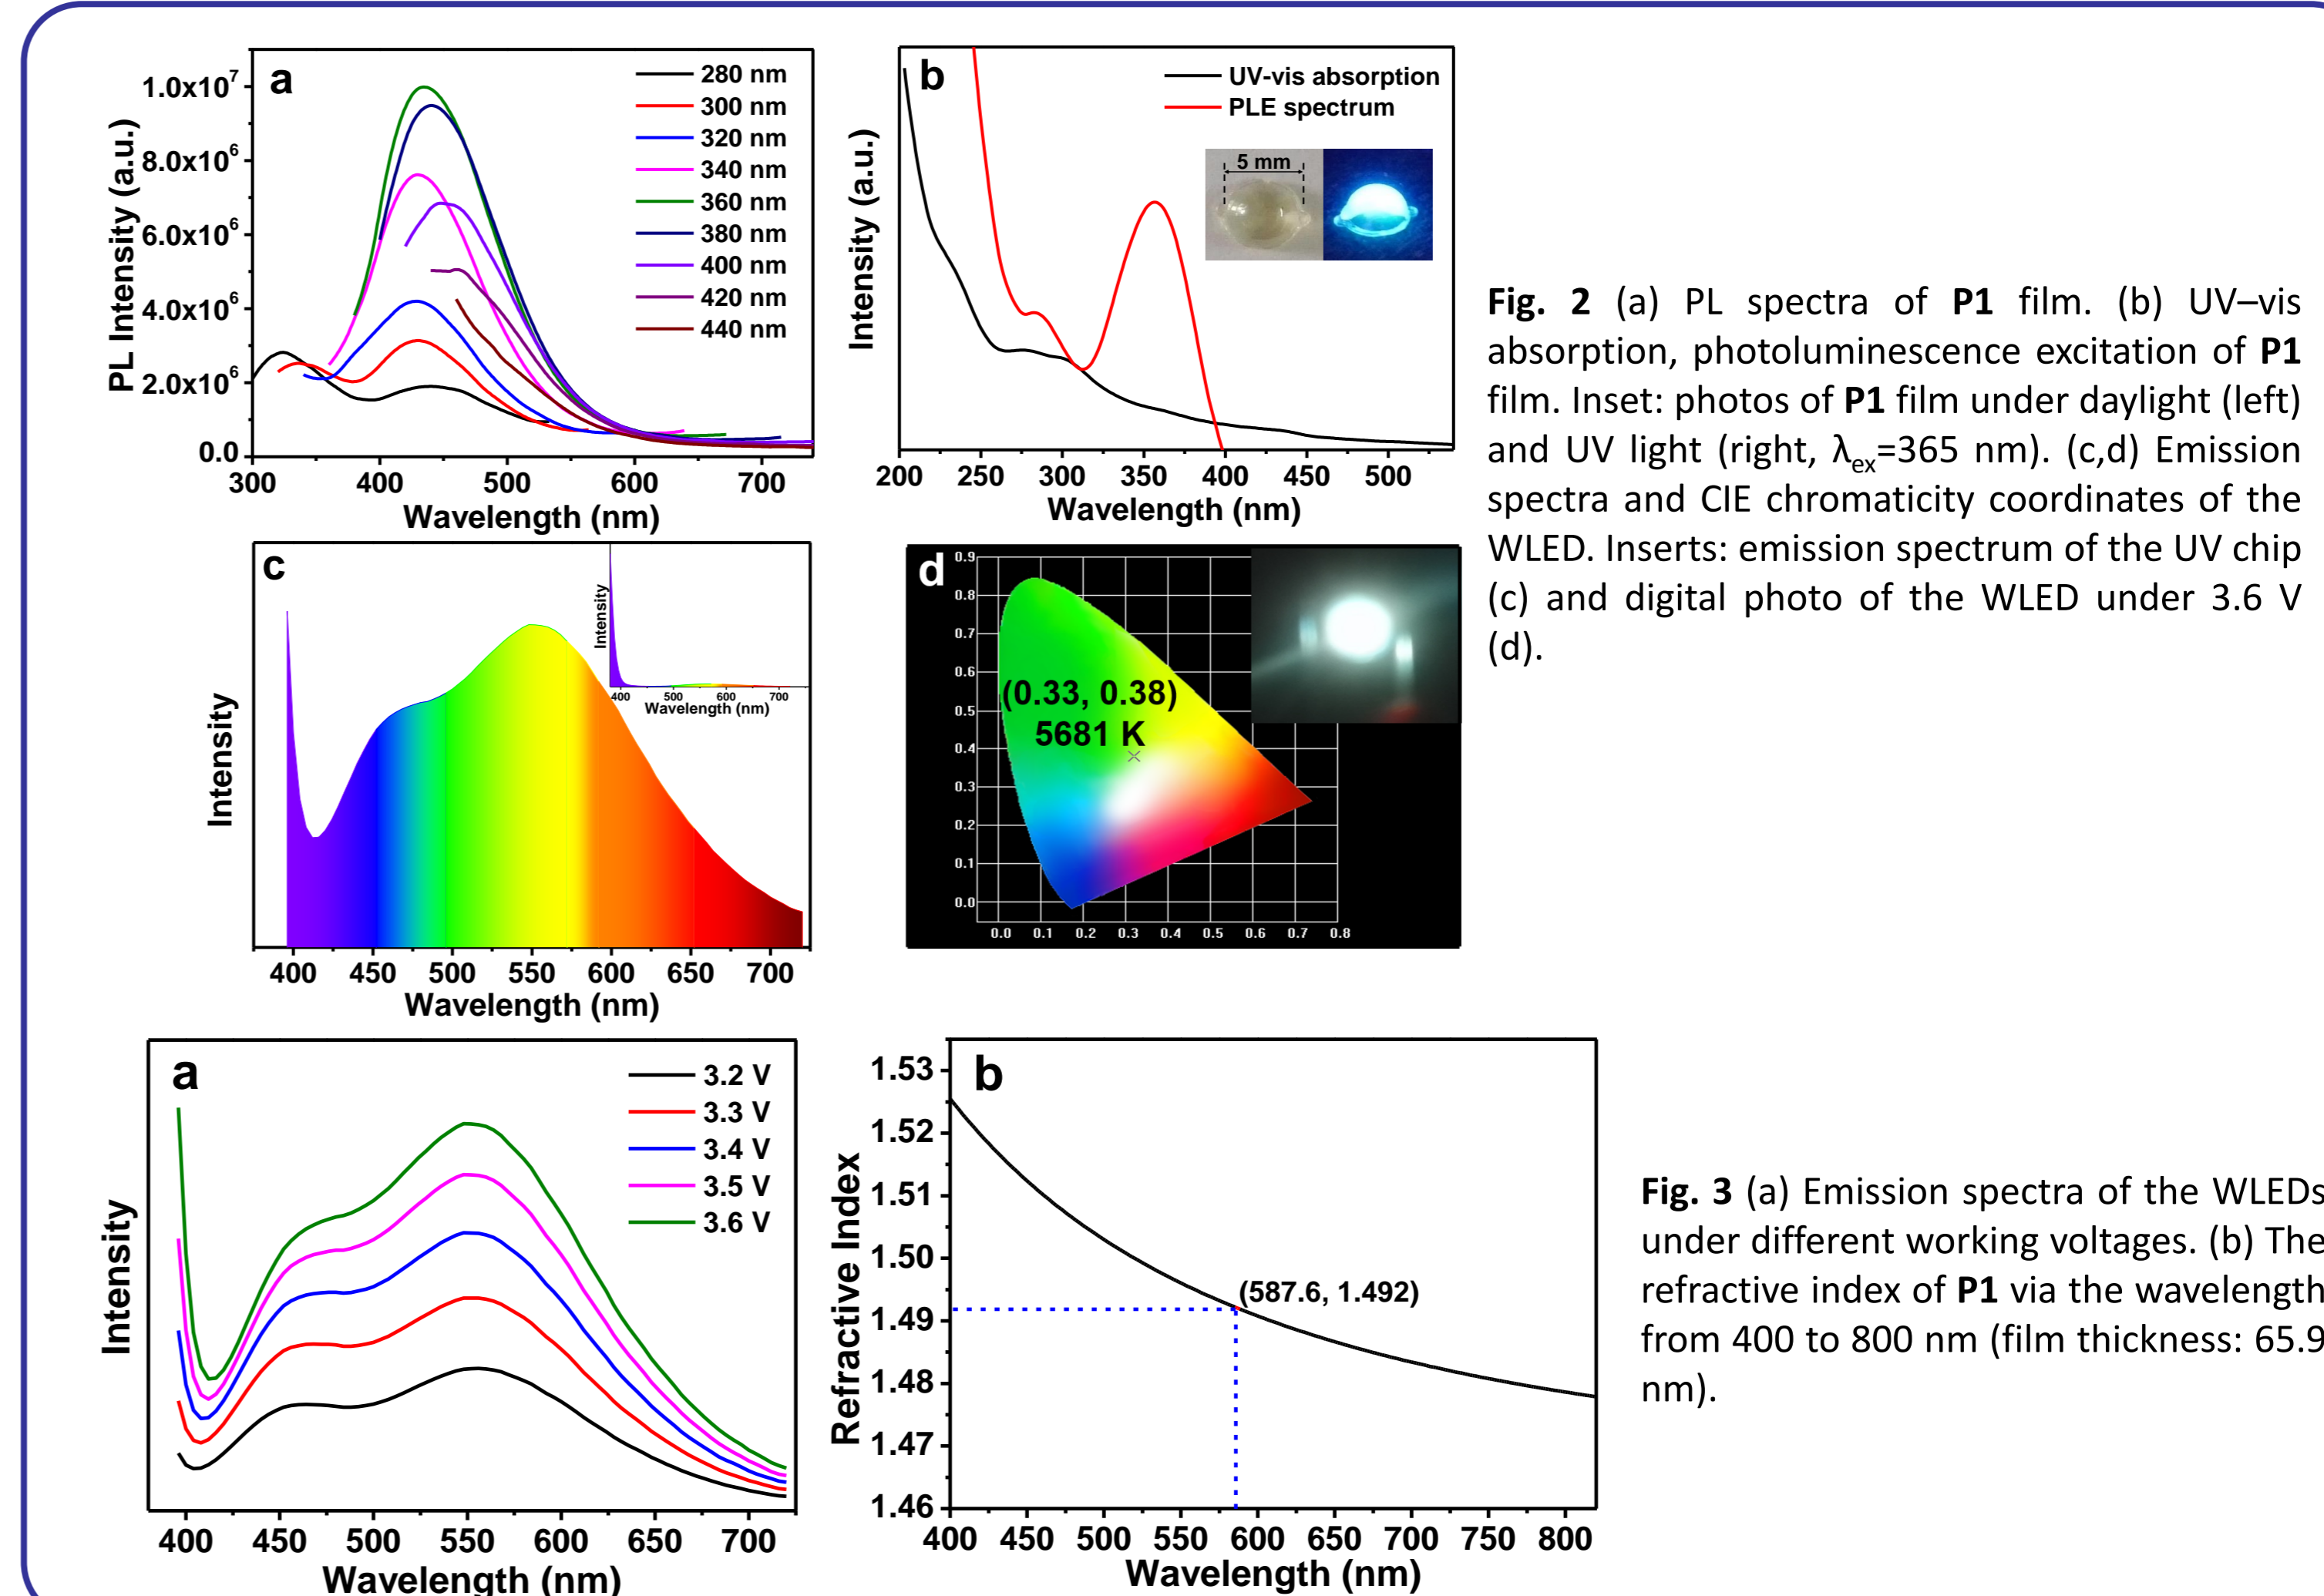 a
280 nm
300 nm
320 nm
340 nm
360 nm
380 nm
400 nm
420 nm
440 nm
PL Intensity (a.u.)
1.0x10⁷
8.0x10⁶
6.0x10⁶
4.0x10⁶
2.0x10⁶
0.0
300 400 500 600 700
Wavelength (nm)
b
UV-vis absorption
PLE spectrum
5 mm
Intensity (a.u.)
200 250 300 350 400 450 500
Wavelength (nm)
Fig. 2 (a) PL spectra of P1 film. (b) UV–vis
absorption, photoluminescence excitation of P1
film. Inset: photos of P1 film under daylight (left)
and UV light (right, λex=365 nm). (c,d) Emission
spectra and CIE chromaticity coordinates of the
WLED. Inserts: emission spectrum of the UV chip
(c) and digital photo of the WLED under 3.6 V
(d).
c
Intensity
400 500 600 700
Wavelength (nm)
Intensity
400 450 500 550 600 650 700
Wavelength (nm)
d
0.9
0.8
0.7
0.6
0.5
0.4
0.3
0.2
0.1
0.0
(0.33, 0.38)
5681 K
0.0 0.1 0.2 0.3 0.4 0.5 0.6 0.7 0.8
a
3.2 V
3.3 V
3.4 V
3.5 V
3.6 V
Intensity
400 450 500 550 600 650 700
Wavelength (nm)
b
Refractive Index
1.53
1.52
1.51
1.50
1.49
1.48
1.47
1.46
(587.6, 1.492)
400 450 500 550 600 650 700 750 800
Wavelength (nm)
Fig. 3 (a) Emission spectra of the WLEDs
under different working voltages. (b) The
refractive index of P1 via the wavelength
from 400 to 800 nm (film thickness: 65.9
nm).